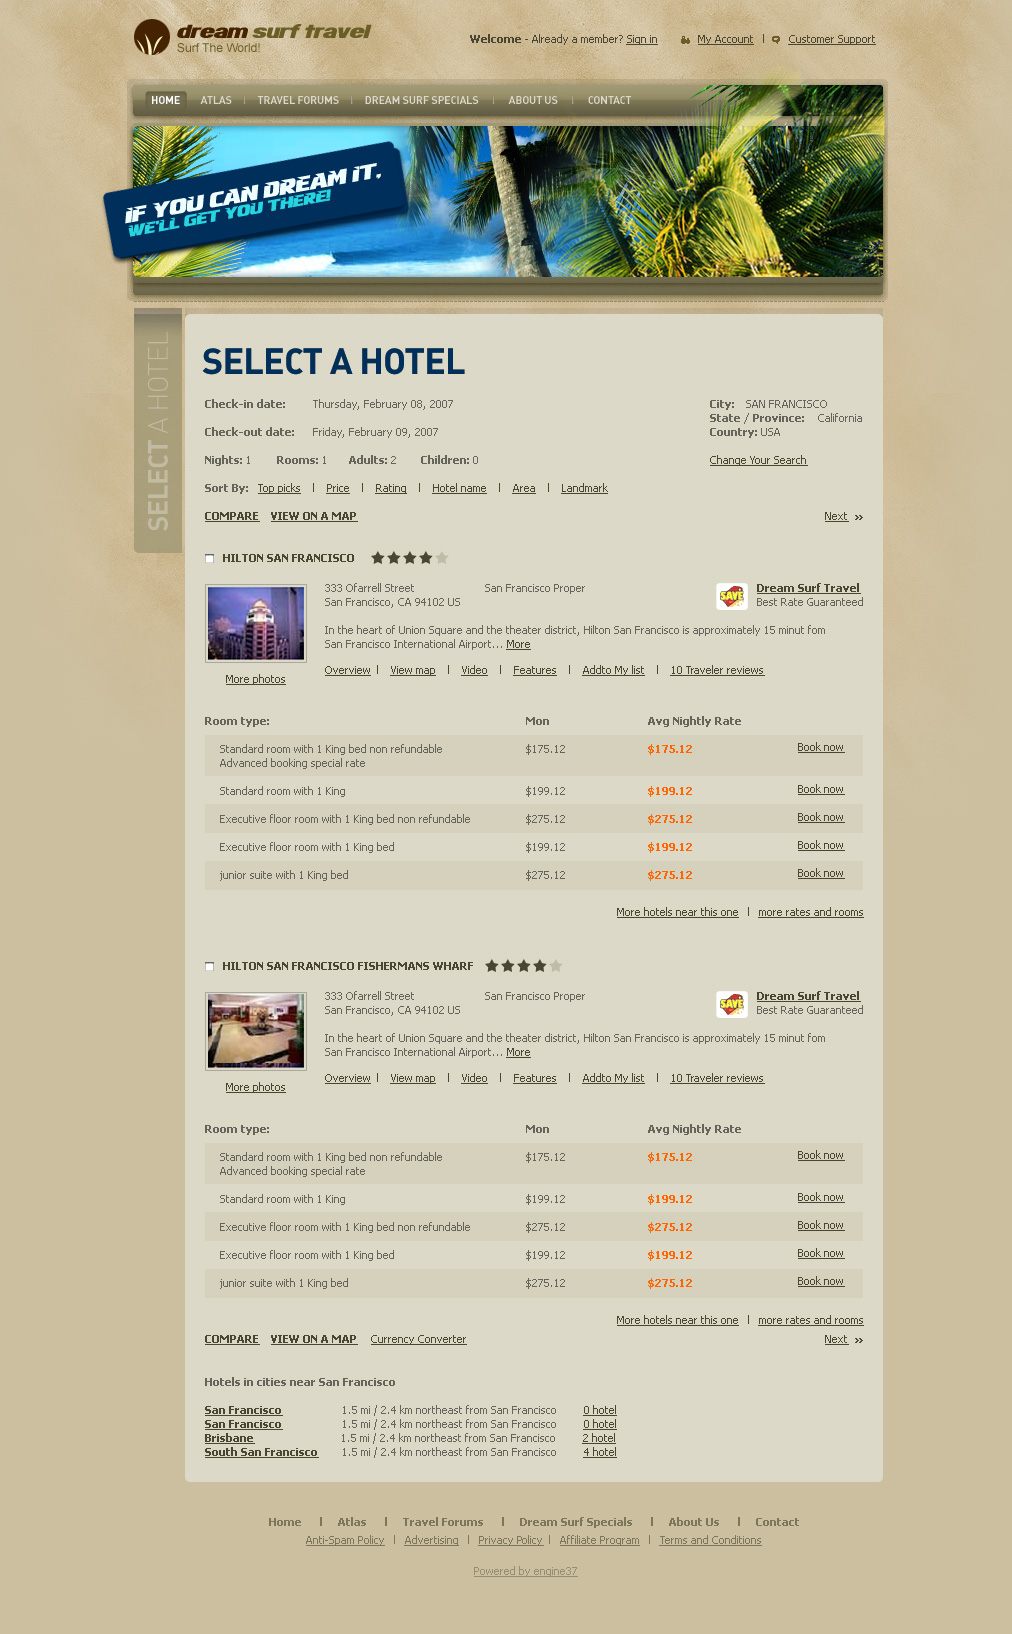 dream surf travel
Surf The World!
Welcome - Already a member? Sign in
My Account | Customer Support
HOME ATLAS | TRAVEL FORUMS | DREAM SURF SPECIALS | ABOUT US | CONTACT
IF YOU CAN DREAM IT,
WE'LL GET YOU THERE!
SELECT A HOTEL
SELECT A HOTEL
Check-in date: Thursday, February 08, 2007
City: SAN FRANCISCO
State / Province: California
Check-out date: Friday, February 09, 2007
Country: USA
Nights: 1 Rooms: 1 Adults: 2 Children: 0
Change Your Search
Sort By: Top picks | Price | Rating | Hotel name | Area | Landmark
COMPARE VIEW ON A MAP
Next »
HILTON SAN FRANCISCO
333 Ofarrell Street San Francisco Proper
San Francisco, CA 94102 US
SAVE
Dream Surf Travel
Best Rate Guaranteed
In the heart of Union Square and the theater district, Hilton San Francisco is approximately 15 minut fom
San Francisco International Airport... More
Overview | View map | Video | Features | Addto My list | 10 Traveler reviews
More photos
Room type: Mon Avg Nightly Rate
Standard room with 1 King bed non refundable $175.12 $175.12 Book now
Advanced booking special rate
Standard room with 1 King $199.12 $199.12 Book now
Executive floor room with 1 King bed non refundable $275.12 $275.12 Book now
Executive floor room with 1 King bed $199.12 $199.12 Book now
junior suite with 1 King bed $275.12 $275.12 Book now
More hotels near this one | more rates and rooms
HILTON SAN FRANCISCO FISHERMANS WHARF
333 Ofarrell Street San Francisco Proper
San Francisco, CA 94102 US
SAVE
Dream Surf Travel
Best Rate Guaranteed
In the heart of Union Square and the theater district, Hilton San Francisco is approximately 15 minut fom
San Francisco International Airport... More
Overview | View map | Video | Features | Addto My list | 10 Traveler reviews
More photos
Room type: Mon Avg Nightly Rate
Standard room with 1 King bed non refundable $175.12 $175.12 Book now
Advanced booking special rate
Standard room with 1 King $199.12 $199.12 Book now
Executive floor room with 1 King bed non refundable $275.12 $275.12 Book now
Executive floor room with 1 King bed $199.12 $199.12 Book now
junior suite with 1 King bed $275.12 $275.12 Book now
More hotels near this one | more rates and rooms
COMPARE VIEW ON A MAP Currency Converter
Next »
Hotels in cities near San Francisco
San Francisco 1.5 mi / 2.4 km northeast from San Francisco 0 hotel
San Francisco 1.5 mi / 2.4 km northeast from San Francisco 0 hotel
Brisbane 1.5 mi / 2.4 km northeast from San Francisco 2 hotel
South San Francisco 1.5 mi / 2.4 km northeast from San Francisco 4 hotel
Home | Atlas | Travel Forums | Dream Surf Specials | About Us | Contact
Anti-Spam Policy | Advertising | Privacy Policy | Affiliate Program | Terms and Conditions
Powered by engine37